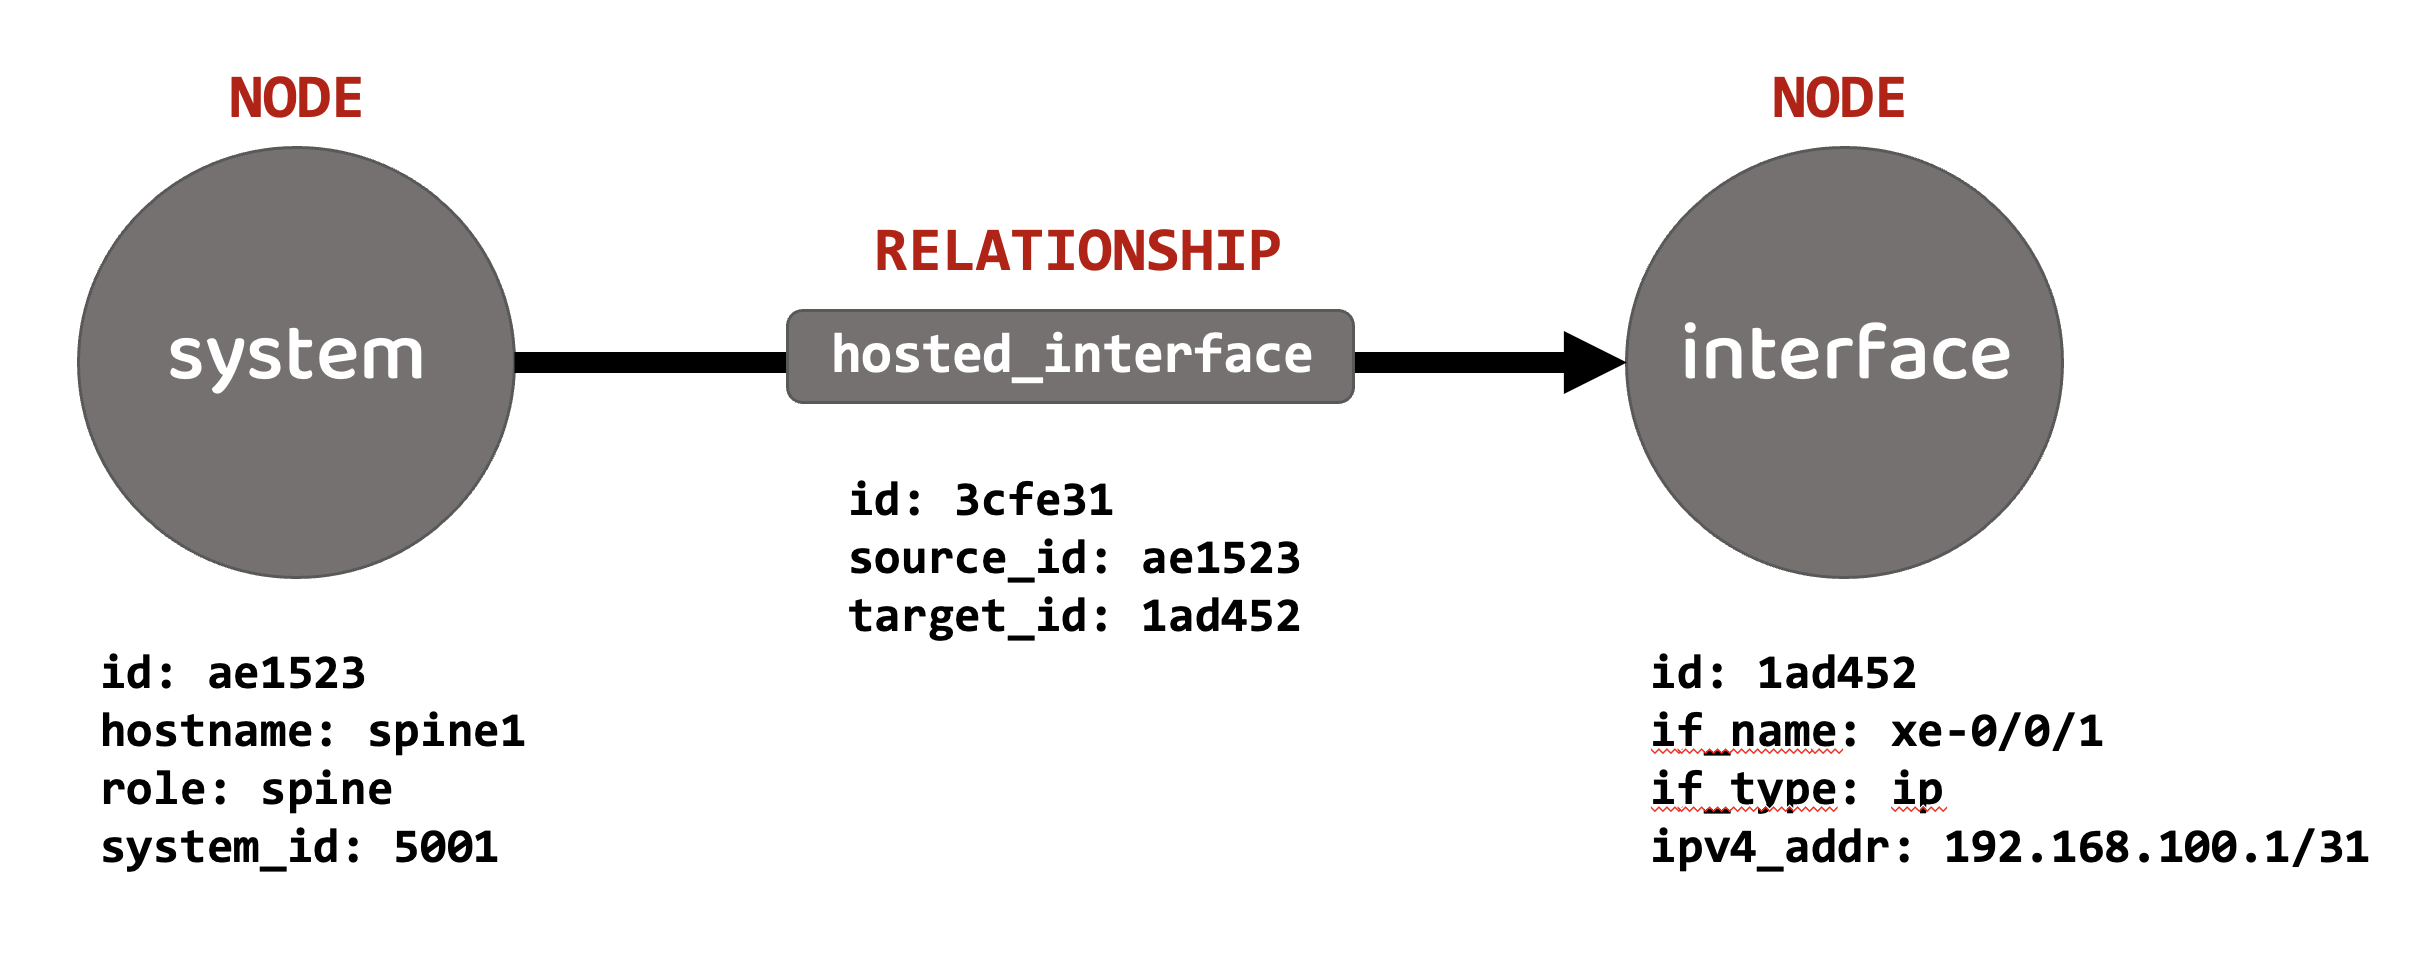 NODE
system
id: ae1523
hostname: spine1
role: spine
system_id: 5001
RELATIONSHIP
hosted_interface
id: 3cfe31
source_id: ae1523
target_id: 1ad452
NODE
interface
id: 1ad452
if_name: xe-0/0/1
if_type: ip
ipv4_addr: 192.168.100.1/31